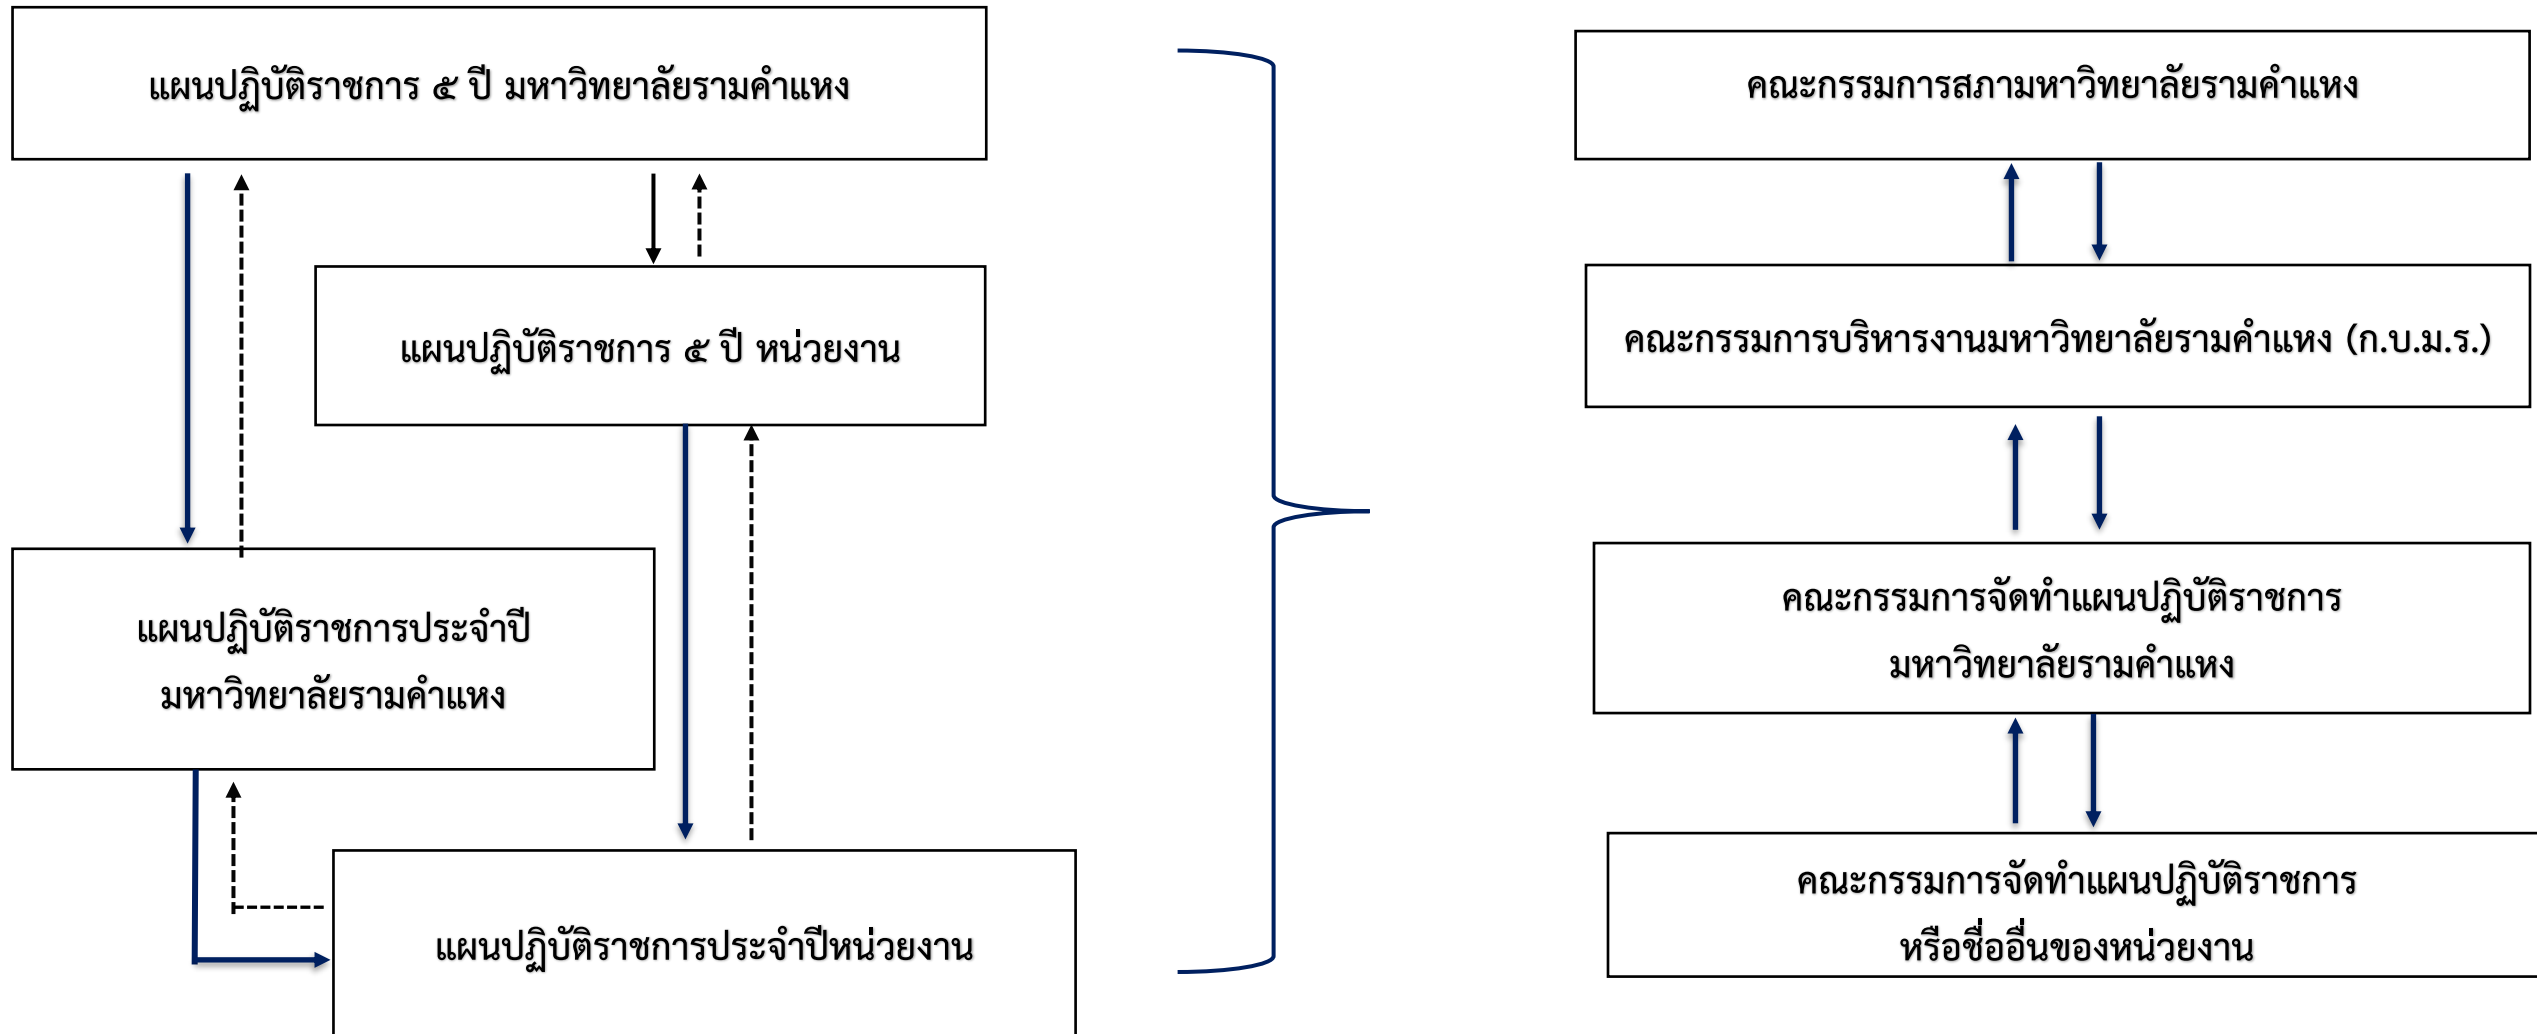 แผนปฏิบัติราชการ ๕ ปี มหาวิทยาลัยรามคำแหง
แผนปฏิบัติราชการ ๕ ปี หน่วยงาน
แผนปฏิบัติราชการประจำปี
มหาวิทยาลัยรามคำแหง
แผนปฏิบัติราชการประจำปีหน่วยงาน
คณะกรรมการสภามหาวิทยาลัยรามคำแหง
คณะกรรมการบริหารงานมหาวิทยาลัยรามคำแหง (ก.บ.ม.ร.)
คณะกรรมการจัดทำแผนปฏิบัติราชการ
มหาวิทยาลัยรามคำแหง
คณะกรรมการจัดทำแผนปฏิบัติราชการ
หรือชื่ออื่นของหน่วยงาน